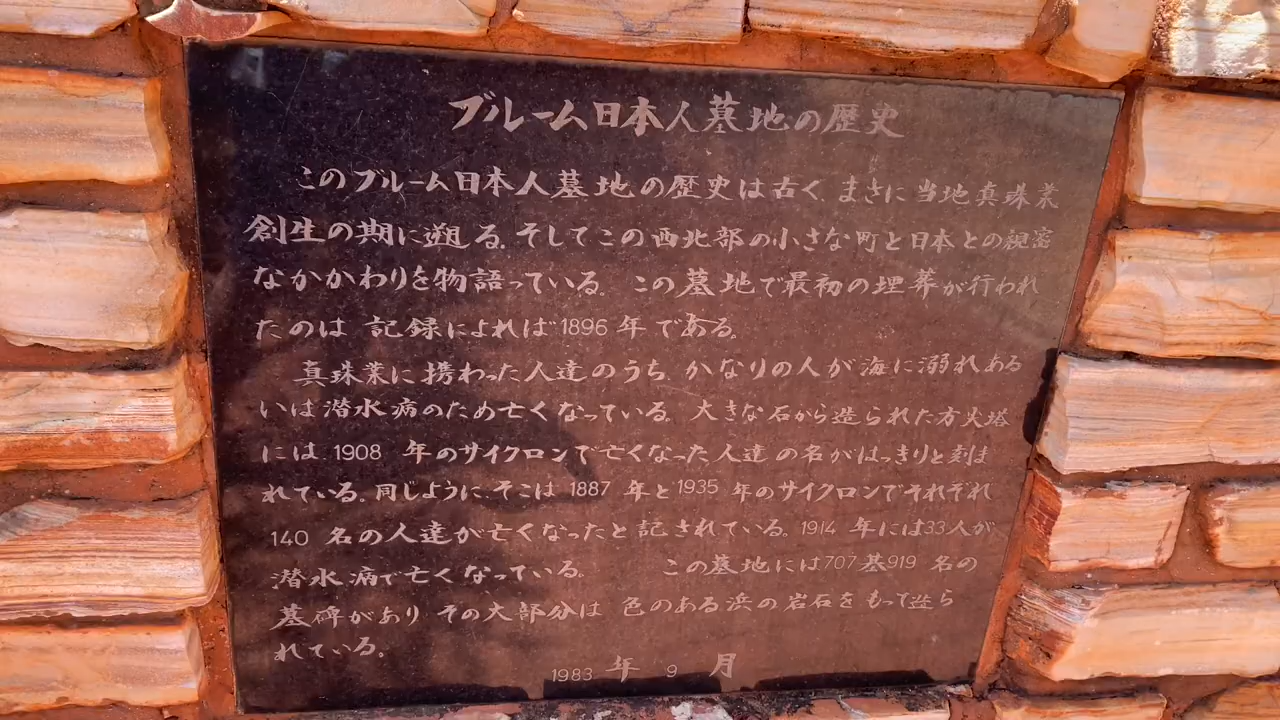 ブルーム日本人墓地の歴史
このブルーム日本人墓地の歴史は古く、まさに当地真珠業
創生の期に遡る。そしてこの西北部の小さな町と日本との親密
なかかわりを物語っている。この墓地で最初の埋葬が行われ
たのは 記録によれば 1896 年である。
真珠業に携わった人達のうち、かなりの人が海に溺れある
いは潜水病のため亡くなっている。大きな石から造られた方尖塔
には 1908 年のサイクロンで亡くなった人達の名がはっきりと刻ま
れている。同じように、そこは 1887 年と 1935 年のサイクロンでそれぞれ
140 名の人達が亡くなったと記されている。1914 年には33人が
潜水病で亡くなっている。 この墓地には707基919 名の
墓碑があり その大部分は 色のある浜の岩石をもって造ら
れている。
1983 年 9 月